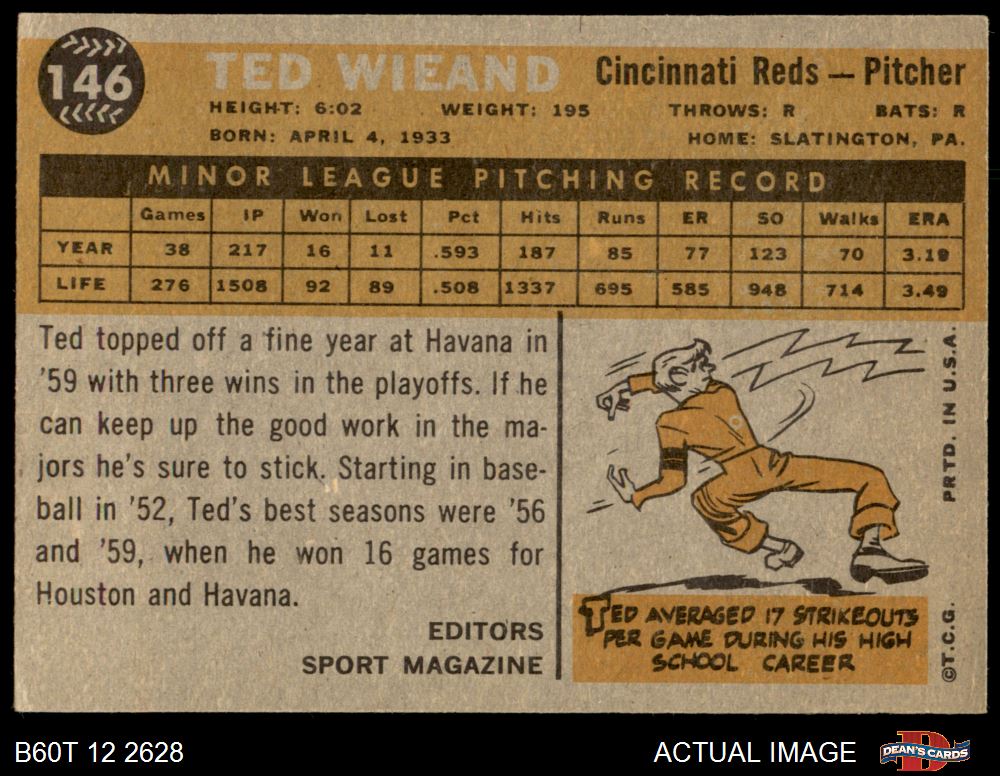 146
TED WIEAND Cincinnati Reds — Pitcher
HEIGHT: 6:02 WEIGHT: 195 THROWS: R BATS: R
BORN: APRIL 4, 1933 HOME: SLATINGTON, PA.
MINOR LEAGUE PITCHING RECORD
Games IP Won Lost Pct Hits Runs ER SO Walks ERA
YEAR 38 217 16 11 .593 187 85 77 123 70 3.19
LIFE 276 1508 92 89 .508 1337 695 585 948 714 3.49
Ted topped off a fine year at Havana in
'59 with three wins in the playoffs. If he
can keep up the good work in the ma-
jors he's sure to stick. Starting in base-
ball in '52, Ted's best seasons were '56
and '59, when he won 16 games for
Houston and Havana.
EDITORS
SPORT MAGAZINE
TED AVERAGED 17 STRIKEOUTS
PER GAME DURING HIS HIGH
SCHOOL CAREER
©T.C.G. PRTD. IN U.S.A.
B60T 12 2628 ACTUAL IMAGE DEAN'S CARDS